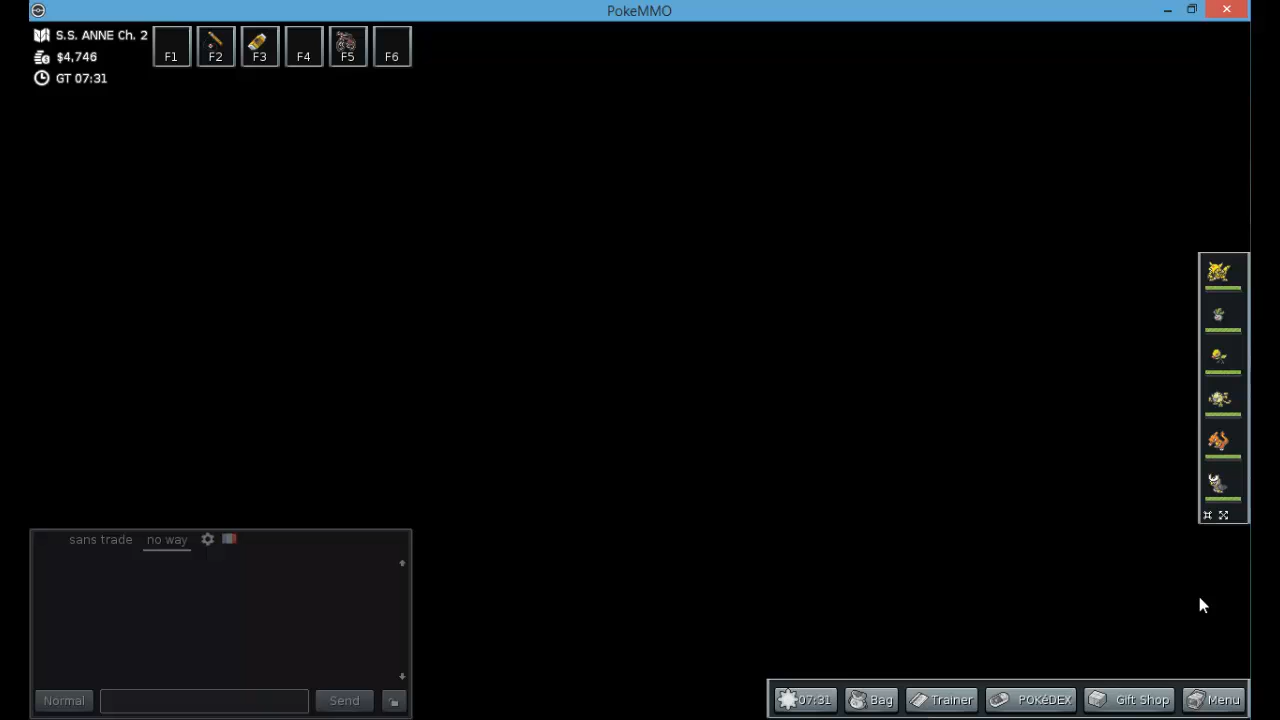 PokeMMO
S.S. ANNE Ch. 2
$4,746
GT 07:31
F1 F2 F3 F4 F5 F6
sans trade no way
Normal Send
07:31 Bag Trainer POKéDEX Gift Shop Menu